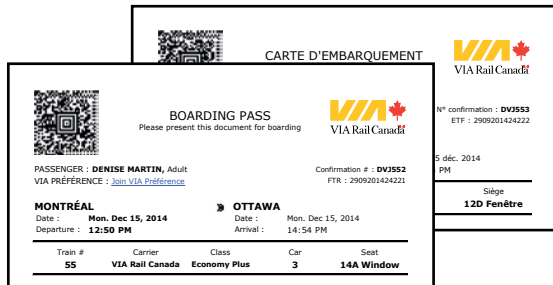 CARTE D'EMBARQUEMENT
VIA Rail Canada
N° confirmation : DVJ553
ETF : 2909201424222
5 déc. 2014
PM
Siège
12D Fenêtre
BOARDING PASS
Please present this document for boarding
VIA Rail Canada
PASSENGER : DENISE MARTIN, Adult
Confirmation # : DVJ552
VIA PRÉFÉRENCE : Join VIA Préférence
FTR : 2909201424221
MONTRÉAL » OTTAWA
Date : Mon. Dec 15, 2014 Date : Mon. Dec 15, 2014
Departure : 12:50 PM Arrival : 14:54 PM
Train # Carrier Class Car Seat
55 VIA Rail Canada Economy Plus 3 14A Window